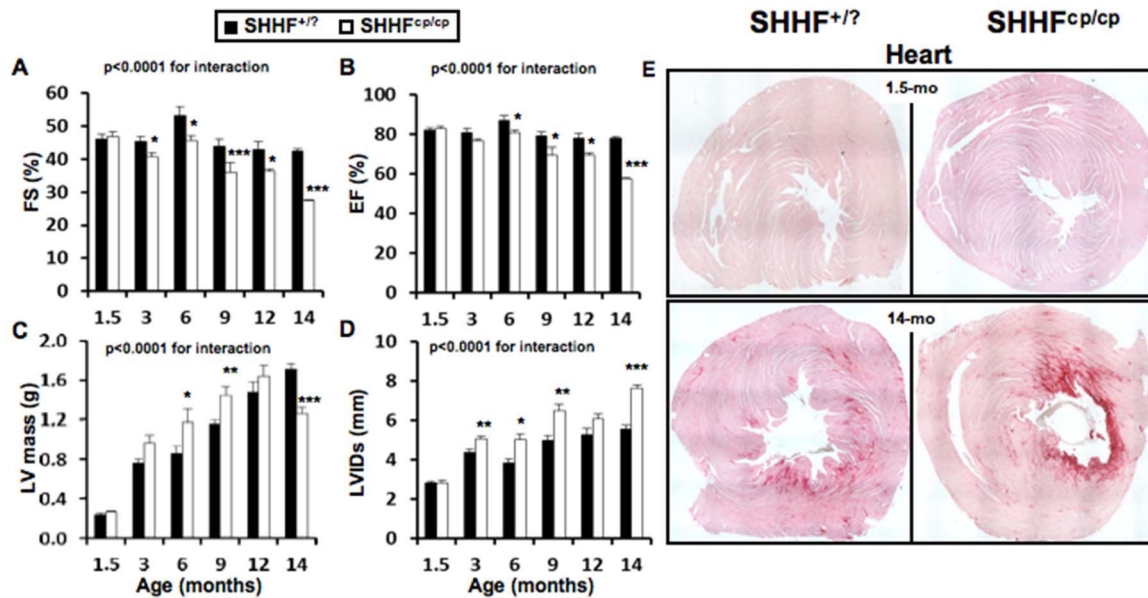 ■ SHHF+/? □ SHHFcp/cp
SHHF+/? SHHFcp/cp
Heart
A
p<0.0001 for interaction
FS (%)
60
50
40
30
20
10
0
* * *** * ***
1.5 3 6 9 12 14
B
p<0.0001 for interaction
EF (%)
100
80
60
40
20
0
* * * ***
1.5 3 6 9 12 14
C
p<0.0001 for interaction
LV mass (g)
2.0
1.6
1.2
0.8
0.4
0.0
* ** ***
1.5 3 6 9 12 14
Age (months)
D
p<0.0001 for interaction
LVIDs (mm)
10
8
6
4
2
0
** * ** ***
1.5 3 6 9 12 14
Age (months)
E
1.5-mo
14-mo